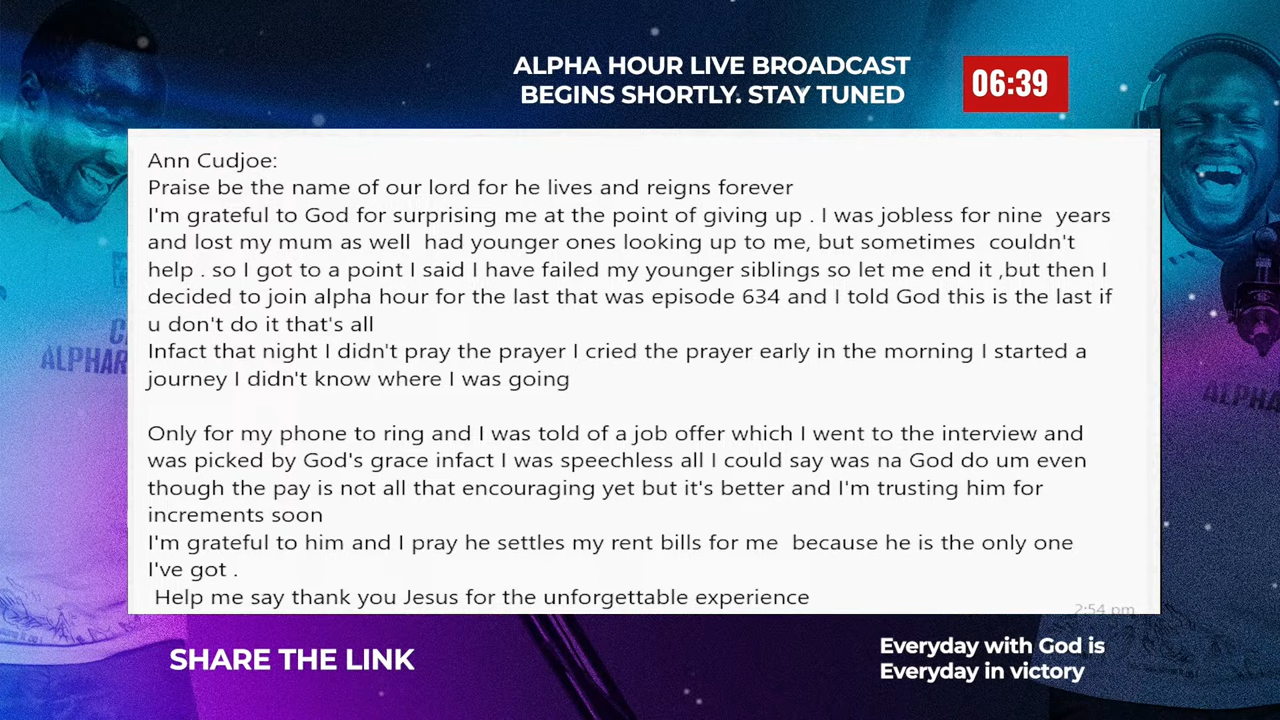 ALPHA HOUR LIVE BROADCAST
BEGINS SHORTLY. STAY TUNED
06:39
Ann Cudjoe:
Praise be the name of our lord for he lives and reigns forever
I'm grateful to God for surprising me at the point of giving up . I was jobless for nine  years
and lost my mum as well  had younger ones looking up to me, but sometimes  couldn't
help . so I got to a point I said I have failed my younger siblings so let me end it ,but then I
decided to join alpha hour for the last that was episode 634 and I told God this is the last if
u don't do it that's all
Infact that night I didn't pray the prayer I cried the prayer early in the morning I started a
journey I didn't know where I was going
Only for my phone to ring and I was told of a job offer which I went to the interview and
was picked by God's grace infact I was speechless all I could say was na God do um even
though the pay is not all that encouraging yet but it's better and I'm trusting him for
increments soon
I'm grateful to him and I pray he settles my rent bills for me  because he is the only one
I've got .
Help me say thank you Jesus for the unforgettable experience
2:54 pm
SHARE THE LINK
Everyday with God is
Everyday in victory
ALPHAR
ALPHA